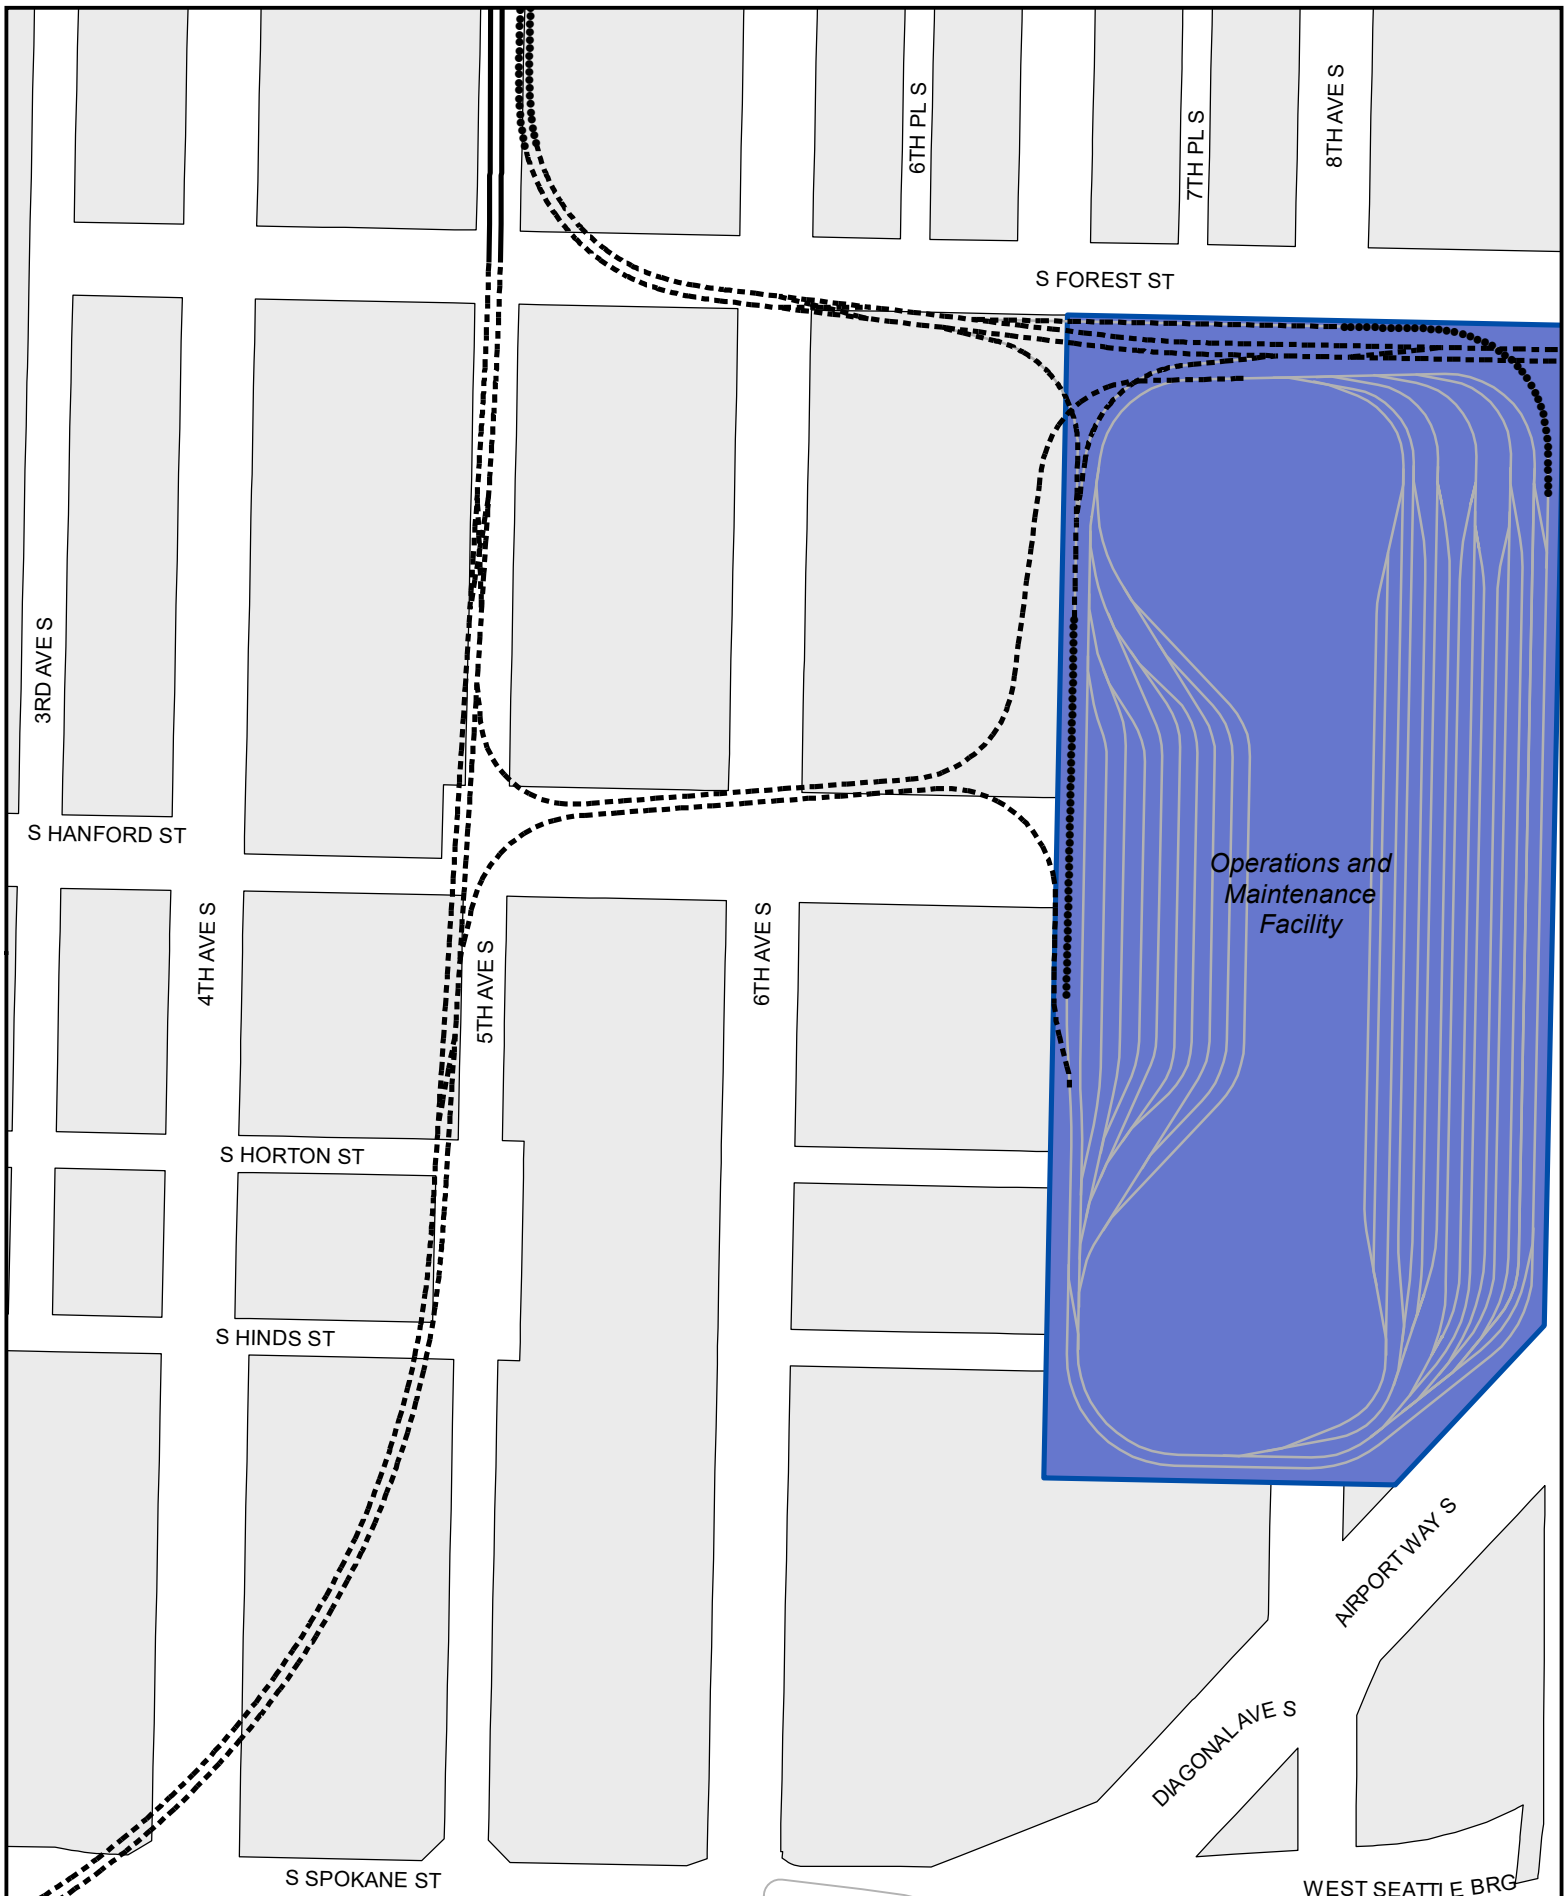 6TH PL S
7TH PL S
8TH AVE S
S FOREST ST
3RD AVE S
S HANFORD ST
Operations and
Maintenance
Facility
4TH AVE S
5TH AVE S
6TH AVE S
S HORTON ST
S HINDS ST
AIRPORT WAY S
DIAGONAL AVE S
S SPOKANE ST
WEST SEATTLE BRG